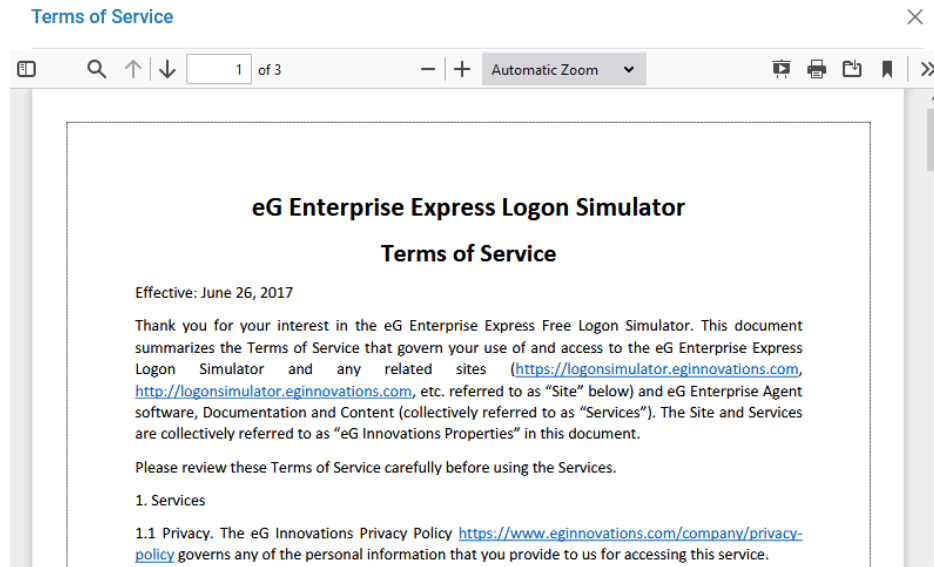 Terms of Service
1 of 3
Automatic Zoom
eG Enterprise Express Logon Simulator
Terms of Service
Effective: June 26, 2017
Thank you for your interest in the eG Enterprise Express Free Logon Simulator. This document
summarizes the Terms of Service that govern your use of and access to the eG Enterprise Express
Logon Simulator and any related sites (https://logonsimulator.eginnovations.com,
http://logonsimulator.eginnovations.com, etc. referred to as “Site” below) and eG Enterprise Agent
software, Documentation and Content (collectively referred to as “Services”). The Site and Services
are collectively referred to as “eG Innovations Properties” in this document.
Please review these Terms of Service carefully before using the Services.
1. Services
1.1 Privacy. The eG Innovations Privacy Policy https://www.eginnovations.com/company/privacy-
policy governs any of the personal information that you provide to us for accessing this service.